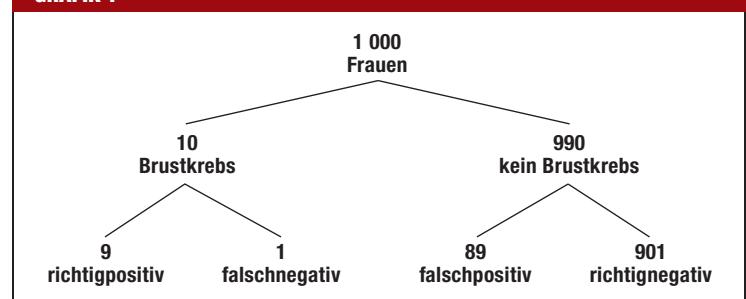 1 000
Frauen
10
Brustkrebs
990
kein Brustkrebs
9
richtigpositiv
1
falschnegativ
89
falschpositiv
901
richtignegativ